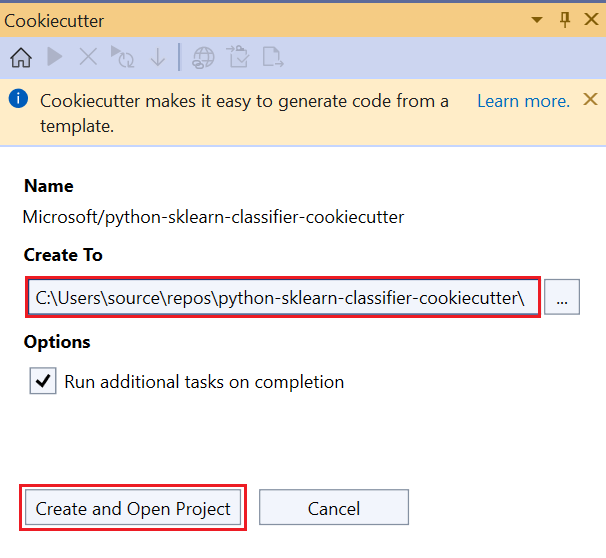 Cookiecutter
Cookiecutter makes it easy to generate code from a Learn more.
template.
Name
Microsoft/python-sklearn-classifier-cookiecutter
Create To
C:\Users\source\repos\python-sklearn-classifier-cookiecutter\ ...
Options
Run additional tasks on completion
Create and Open Project Cancel